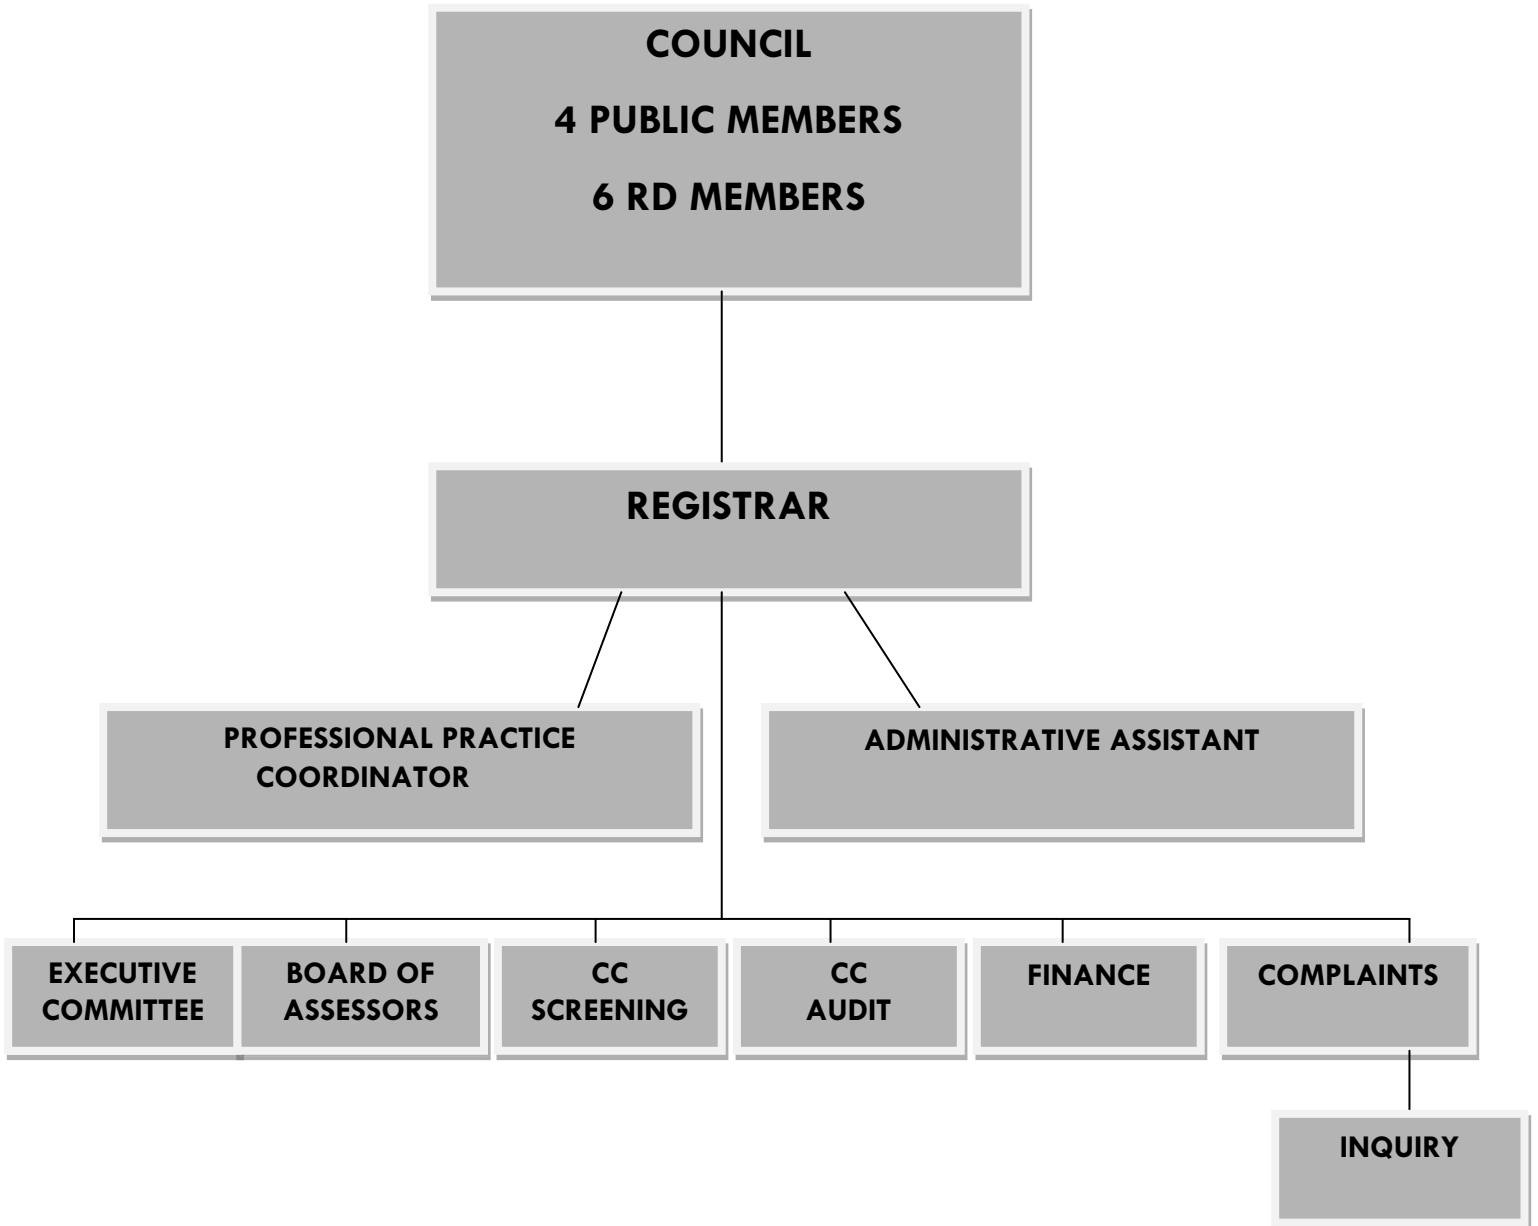 COUNCIL
4 PUBLIC MEMBERS
6 RD MEMBERS
REGISTRAR
PROFESSIONAL PRACTICE
COORDINATOR
ADMINISTRATIVE ASSISTANT
EXECUTIVE
COMMITTEE
BOARD OF
ASSESSORS
CC
SCREENING
CC
AUDIT
FINANCE
COMPLAINTS
INQUIRY